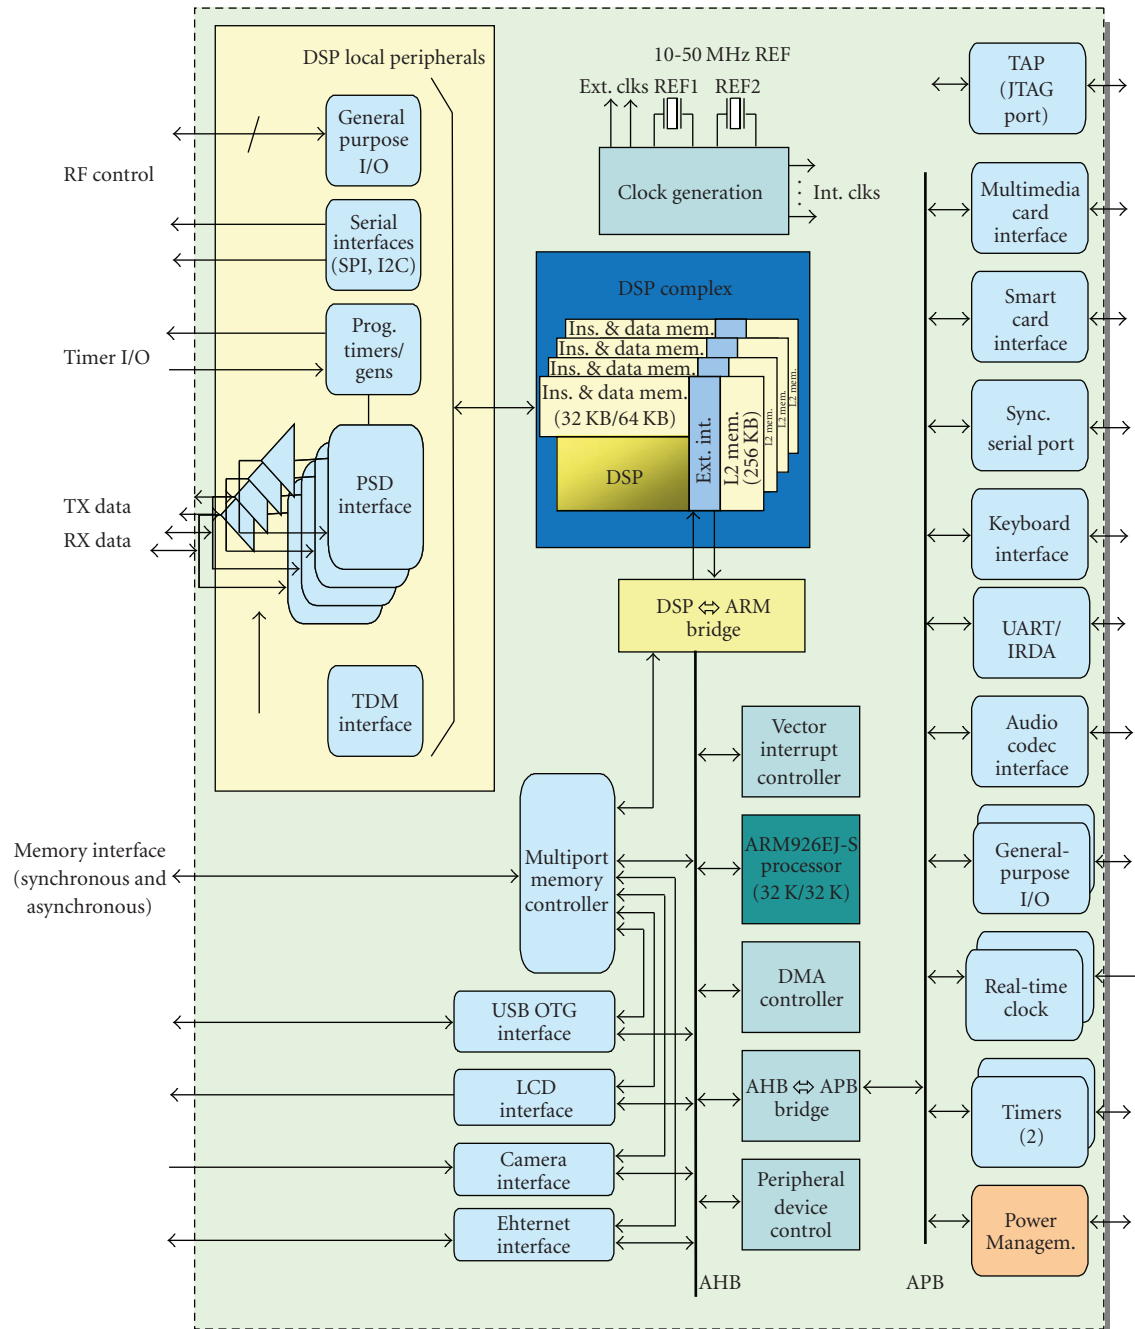 DSP local peripherals
General
purpose
I/O
RF control
Serial
interfaces
(SPI, I2C)
Prog.
timers/
gens
Timer I/O
PSD
interface
TX data
RX data
TDM
interface
10-50 MHz REF
Ext. clks
REF1
REF2
Clock generation
Int. clks
DSP complex
Ins. & data mem.
Ins. & data mem.
Ins. & data mem.
Ins. & data mem.
(32 KB/64 KB)
DSP
Ext. int.
L2 mem.
(256 KB)
L2 mem.
L2 mem.
L2 mem.
DSP ⇔ ARM
bridge
Vector
interrupt
controller
ARM926EJ-S
processor
(32 K/32 K)
DMA
controller
AHB ⇔ APB
bridge
Peripheral
device
control
AHB
APB
Memory interface
(synchronous and
asynchronous)
Multiport
memory
controller
USB OTG
interface
LCD
interface
Camera
interface
Ehternet
interface
TAP
(JTAG
port)
Multimedia
card
interface
Smart
card
interface
Sync.
serial port
Keyboard
interface
UART/
IRDA
Audio
codec
interface
General-
purpose
I/O
Real-time
clock
Timers
(2)
Power
Managem.